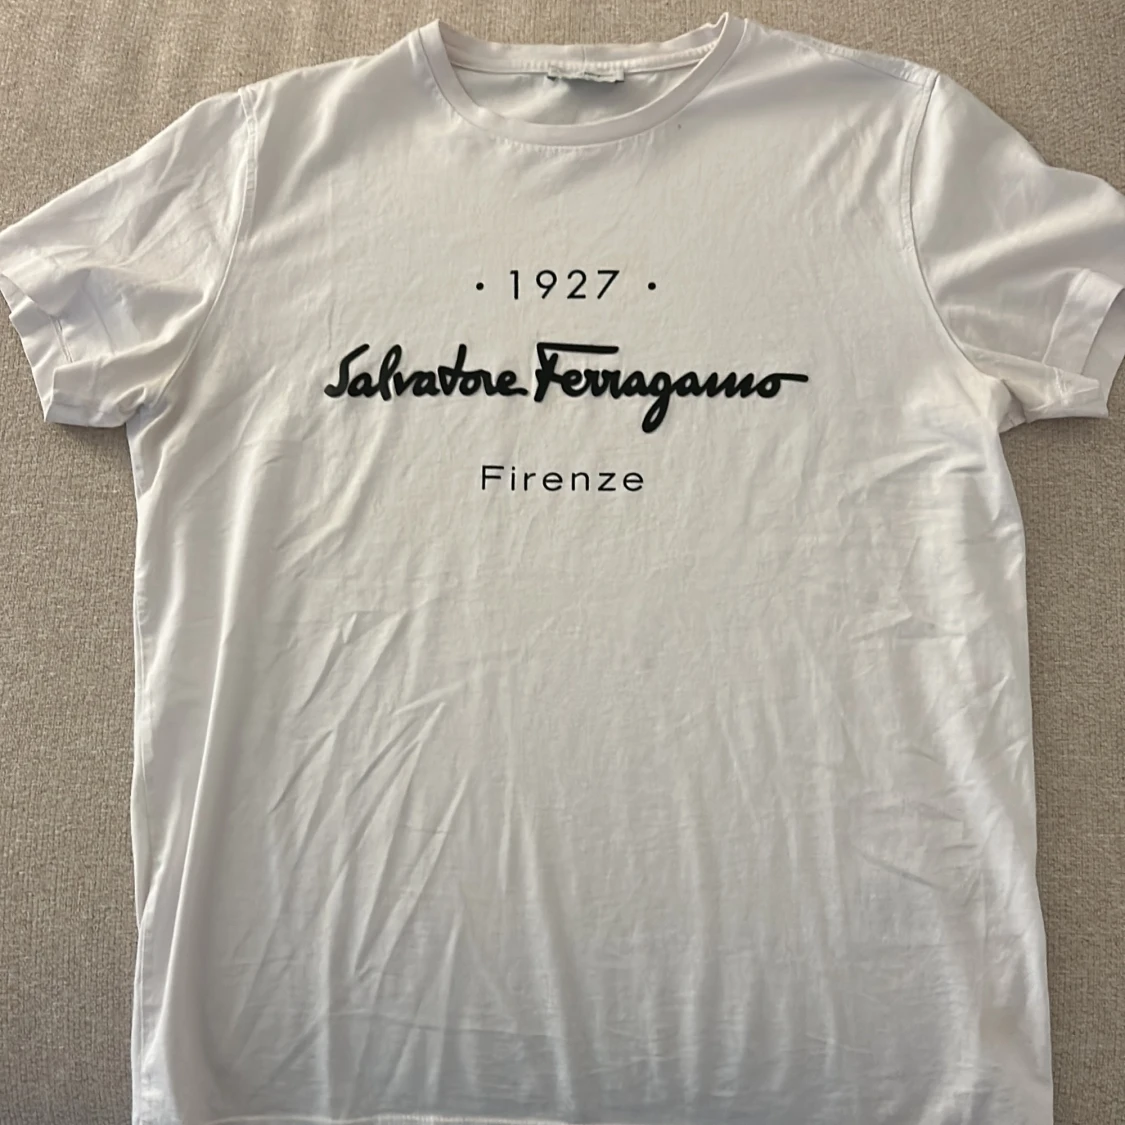 · 1927 ·
Salvatore Ferragamo
Firenze